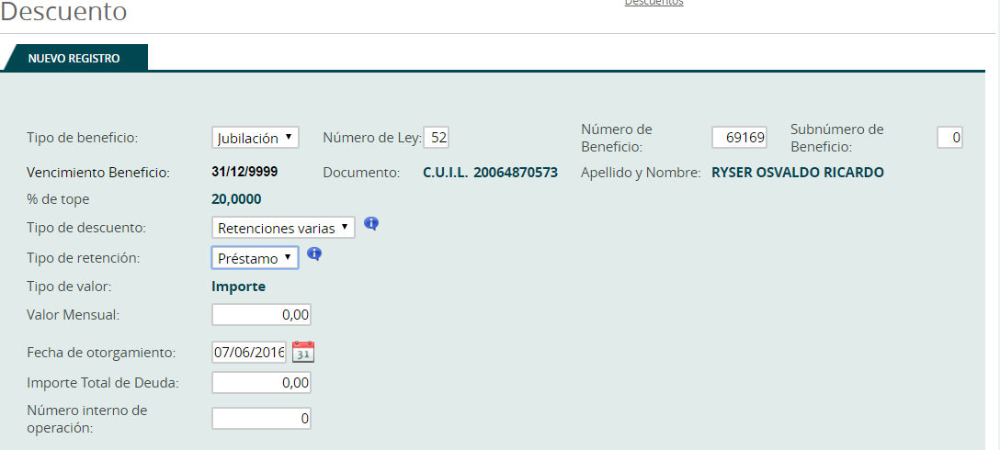 Descuentos
Descuento
NUEVO REGISTRO
Tipo de beneficio: Jubilación Número de Ley: 52 Número de Beneficio: 69169 Subnúmero de Beneficio: 0
Vencimiento Beneficio: 31/12/9999 Documento: C.U.I.L. 20064870573 Apellido y Nombre: RYSER OSVALDO RICARDO
% de tope 20,0000
Tipo de descuento: Retenciones varias
Tipo de retención: Préstamo
Tipo de valor: Importe
Valor Mensual: 0,00
Fecha de otorgamiento: 07/06/2016 31
Importe Total de Deuda: 0,00
Número interno de
operación: 0